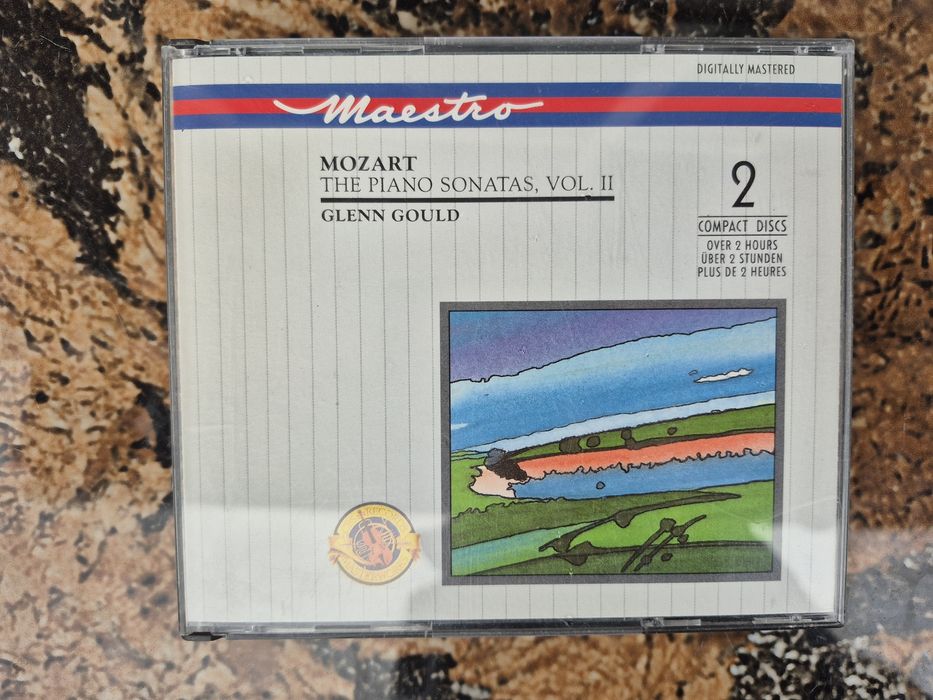 DIGITALLY MASTERED
Maestro
MOZART
THE PIANO SONATAS, VOL. II
GLENN GOULD
2
COMPACT DISCS
OVER 2 HOURS
ÜBER 2 STUNDEN
PLUS DE 2 HEURES